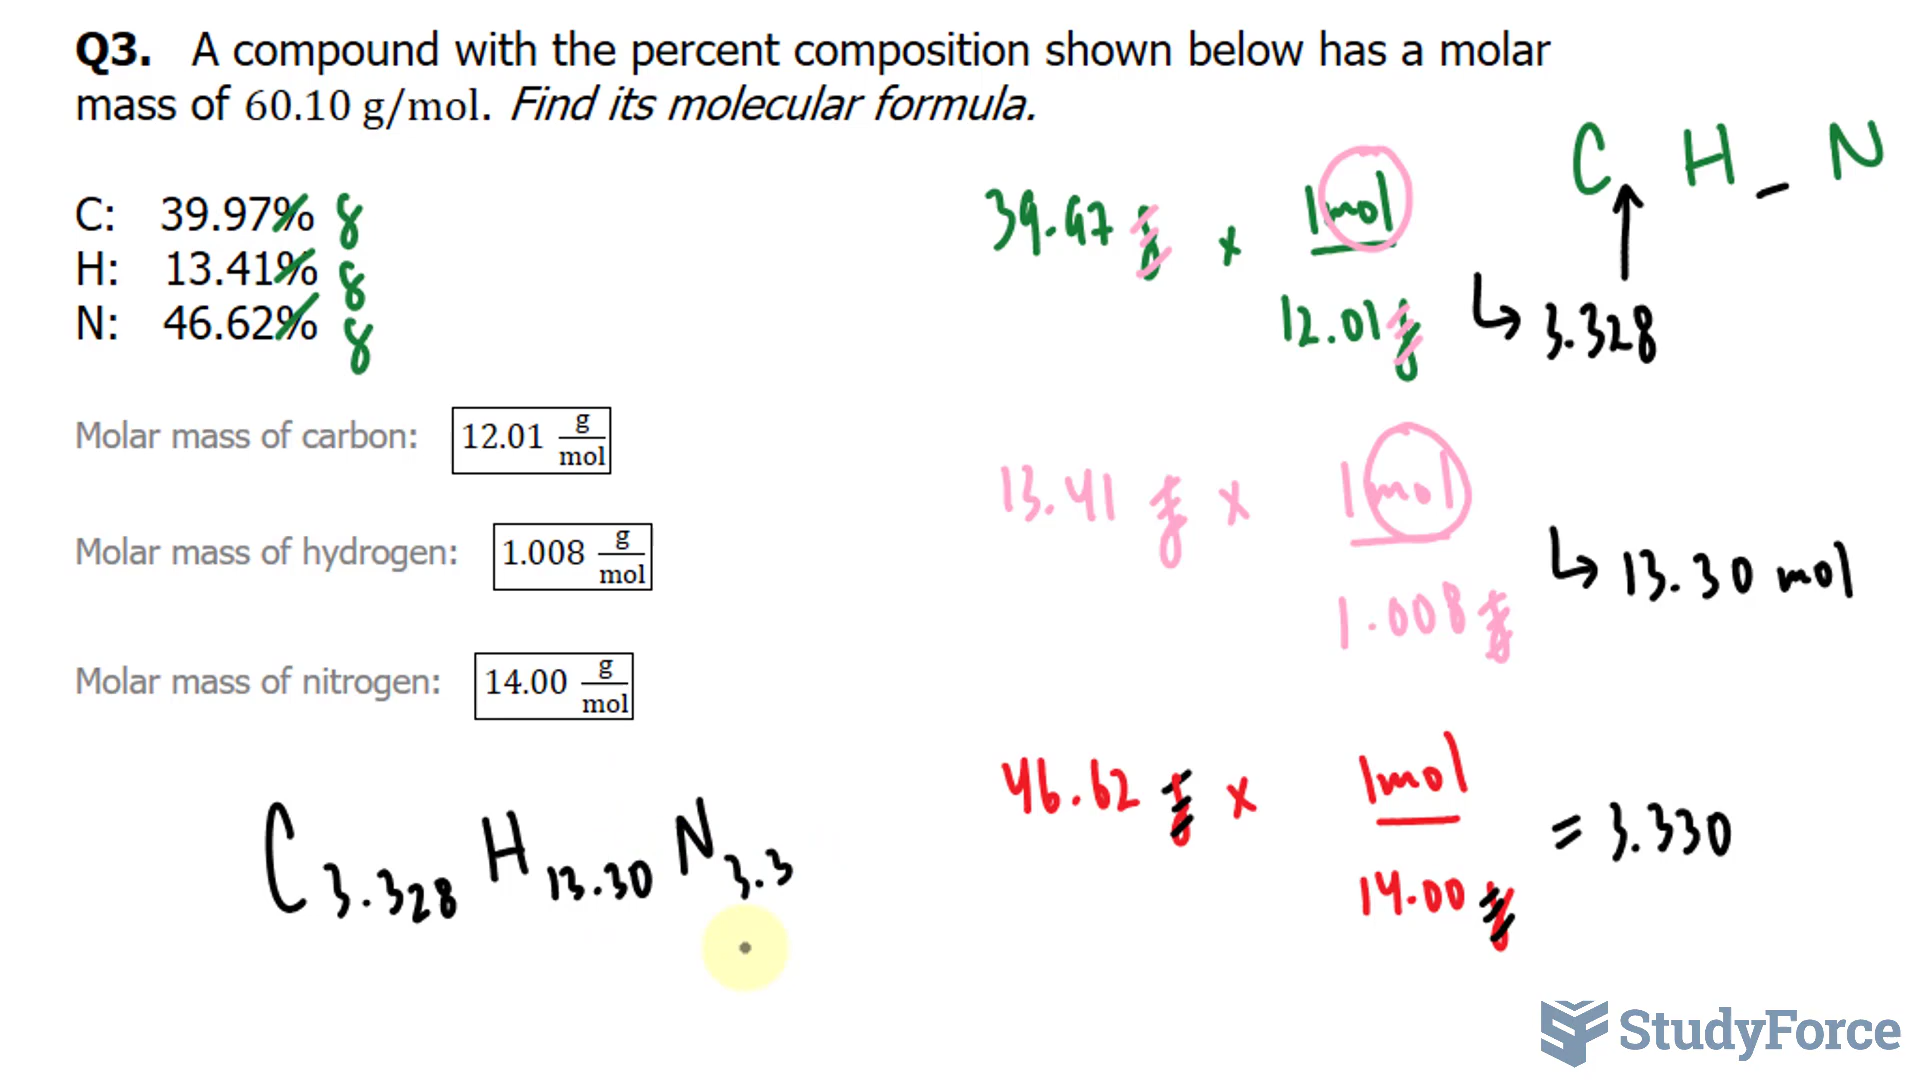 Q3. A compound with the percent composition shown below has a molar
mass of 60.10 g/mol. Find its molecular formula.
C: 39.97% g
H: 13.41% g
N: 46.62% g
Molar mass of carbon: 12.01 g/mol
Molar mass of hydrogen: 1.008 g/mol
Molar mass of nitrogen: 14.00 g/mol
C3.328 H13.30 N3.3
C H _ N
39.97 g x 1mol
12.01g
3.328
13.41 g x 1mol
1.008g
13.30 mol
46.62 g x 1mol
14.00 g
= 3.330
StudyForce